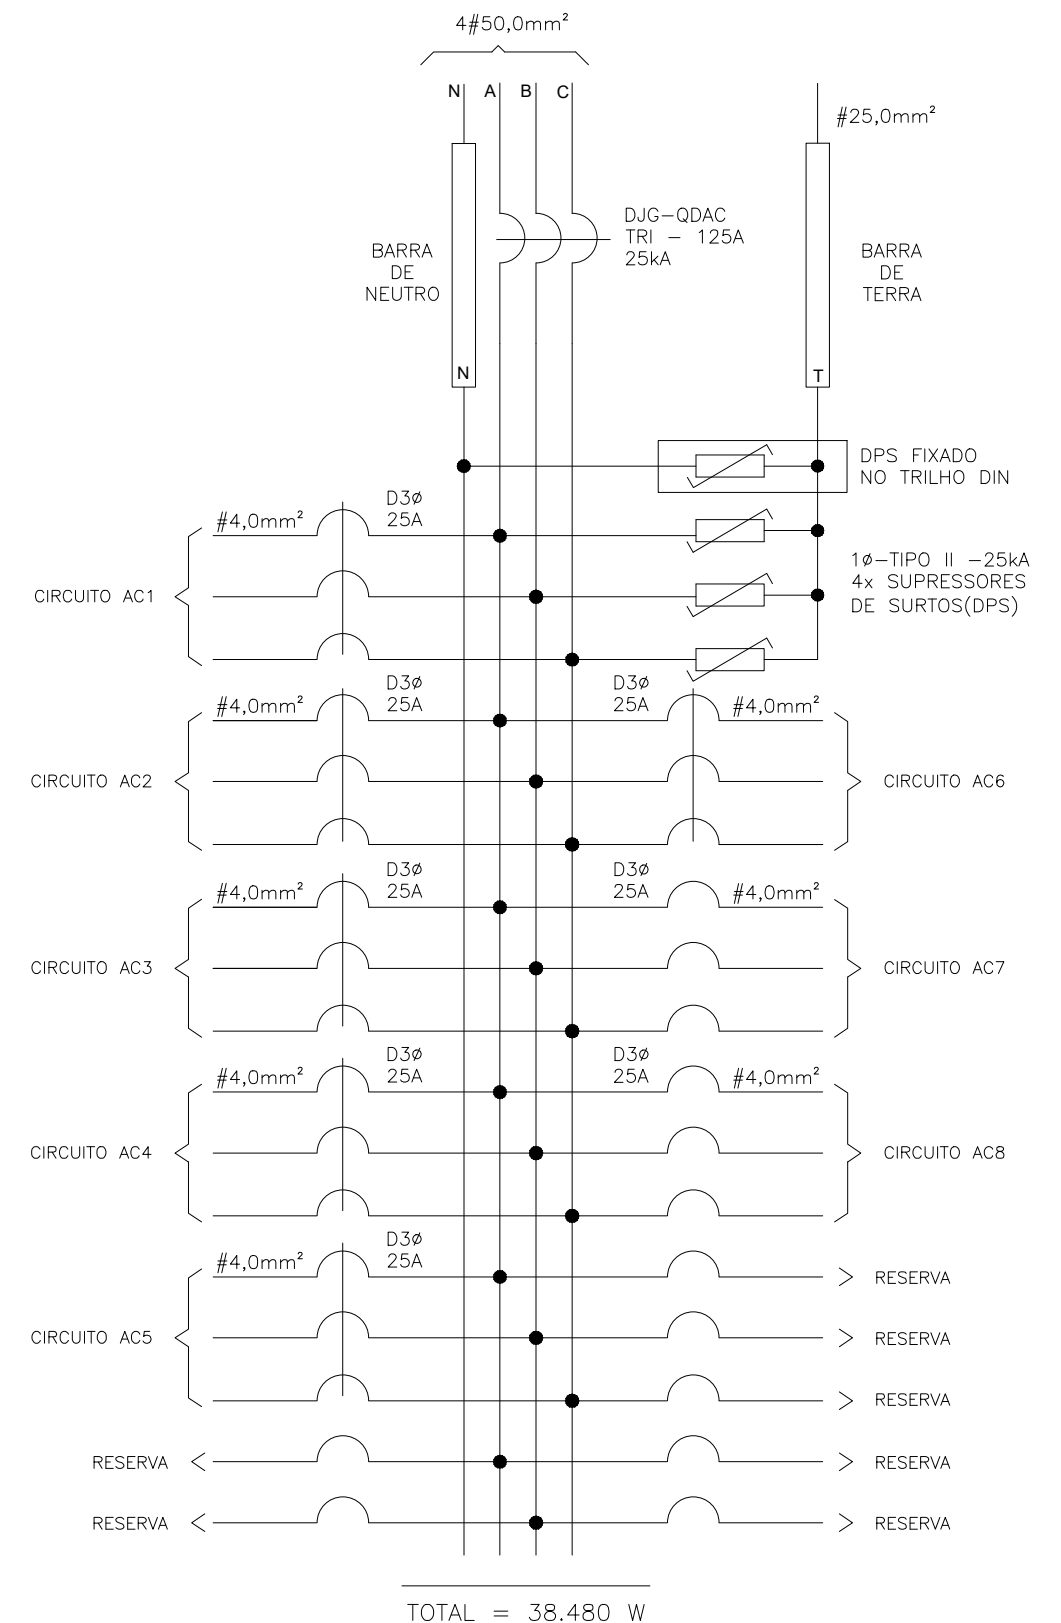 4#50,0mm²
N A B C
#25,0mm²
DJG-QDAC
TRI - 125A
25kA
BARRA
DE
NEUTRO
BARRA
DE
TERRA
N
T
DPS FIXADO
NO TRILHO DIN
D3ø
25A
#4,0mm²
CIRCUITO AC1
1ø-TIPO II -25kA
4x SUPRESSORES
DE SURTOS(DPS)
D3ø
25A
#4,0mm²
CIRCUITO AC2
D3ø
25A
#4,0mm²
CIRCUITO AC6
D3ø
25A
#4,0mm²
CIRCUITO AC3
D3ø
25A
#4,0mm²
CIRCUITO AC7
D3ø
25A
#4,0mm²
CIRCUITO AC4
D3ø
25A
#4,0mm²
CIRCUITO AC8
D3ø
25A
#4,0mm²
CIRCUITO AC5
RESERVA
RESERVA
RESERVA
RESERVA
RESERVA
RESERVA
RESERVA
TOTAL = 38.480 W